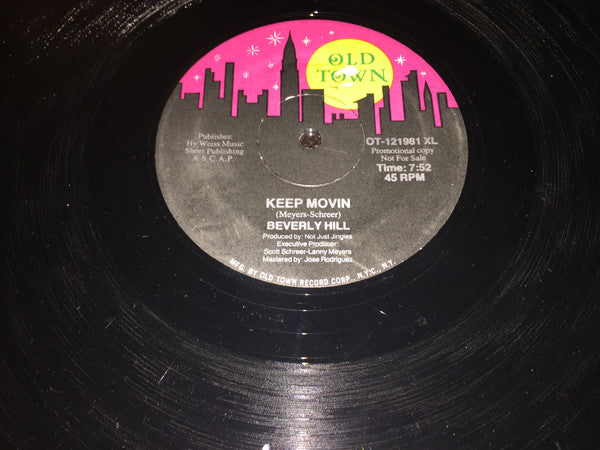 OLD
TOWN
Publisher:
Hy Weiss Music
Sheer Publishing
A S C A P.
OT-121981 XL
Promotional copy
Not For Sale
Time: 7:52
45 RPM
KEEP MOVIN
(Meyers-Schreer)
BEVERLY HILL
Produced by: Not Just Jingles
Executive Producer:
Scott Schreer-Lanny Meyers
Mastered by: Jose Rodriguez
MFG. BY OLD TOWN RECORD CORP., N.Y.C., N.Y.